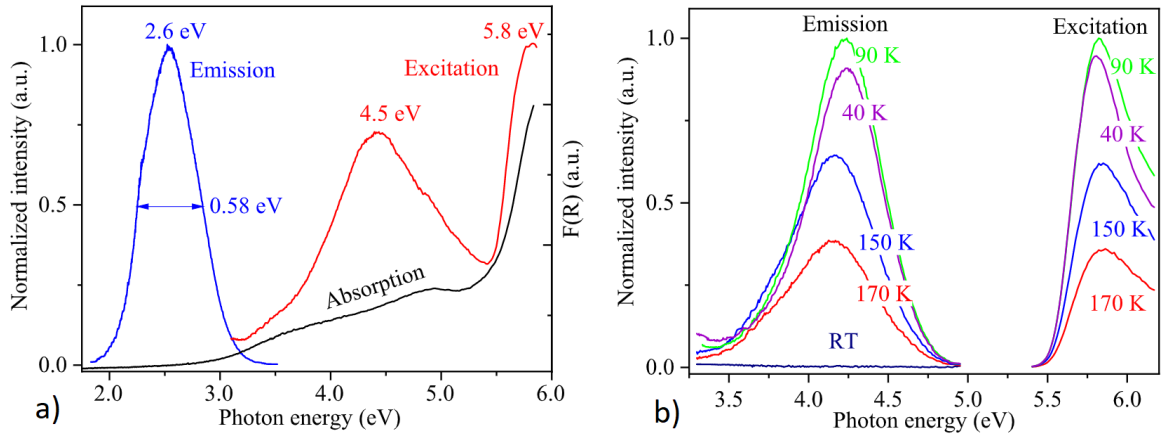 2.6 eV
5.8 eV
Emission
Excitation
4.5 eV
0.58 eV
Absorption
Normalized intensity (a.u.)
F(R) (a.u.)
1.0
0.5
0.0
2.0 3.0 4.0 5.0 6.0
Photon energy (eV)
a)
Emission
Excitation
90 K
40 K
150 K
170 K
RT
90 K
40 K
150 K
170 K
Normalized intensity (a.u.)
1.0
0.5
0.0
3.5 4.0 4.5 5.0 5.5 6.0
Photon energy (eV)
b)